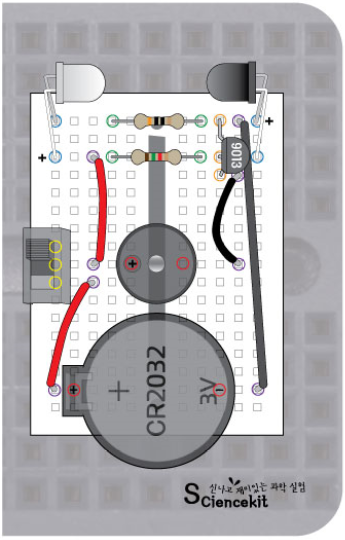 +
9013
+
+
+
+
CR2032
3V
-
신나고 재미있는 과학 실험
Sciencekit